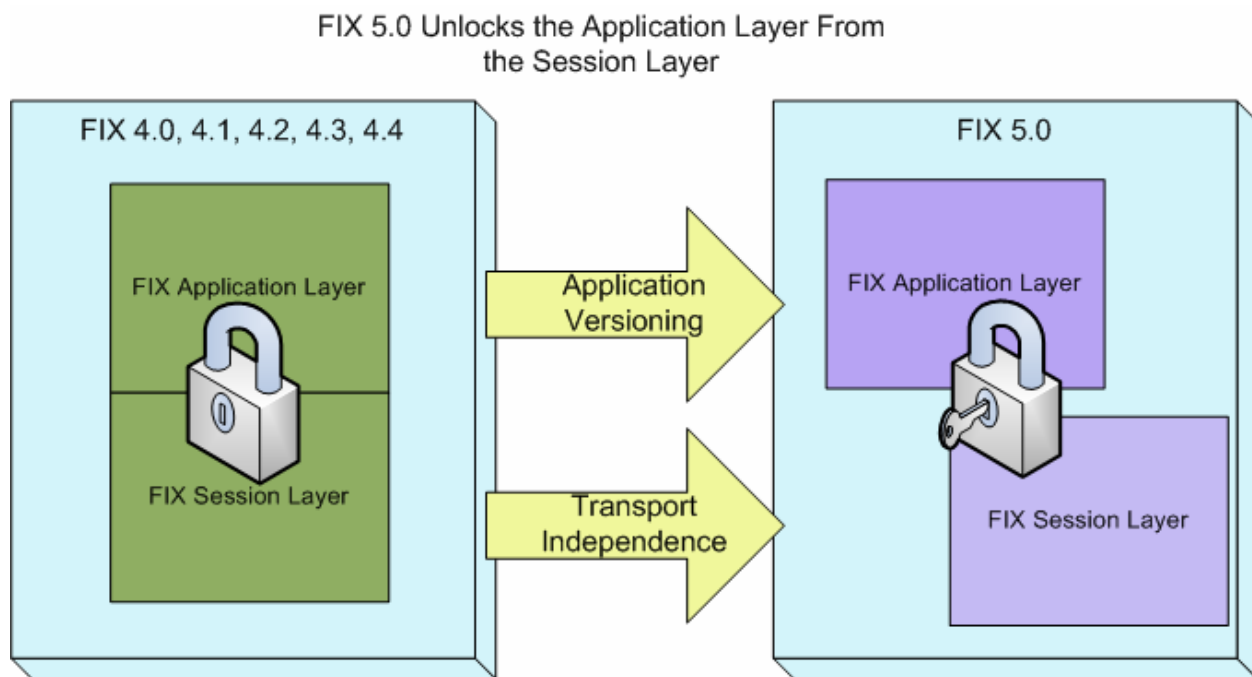 FIX 5.0 Unlocks the Application Layer From
the Session Layer
FIX 4.0, 4.1, 4.2, 4.3, 4.4
FIX Application Layer
FIX Session Layer
Application
Versioning
Transport
Independence
FIX 5.0
FIX Application Layer
FIX Session Layer